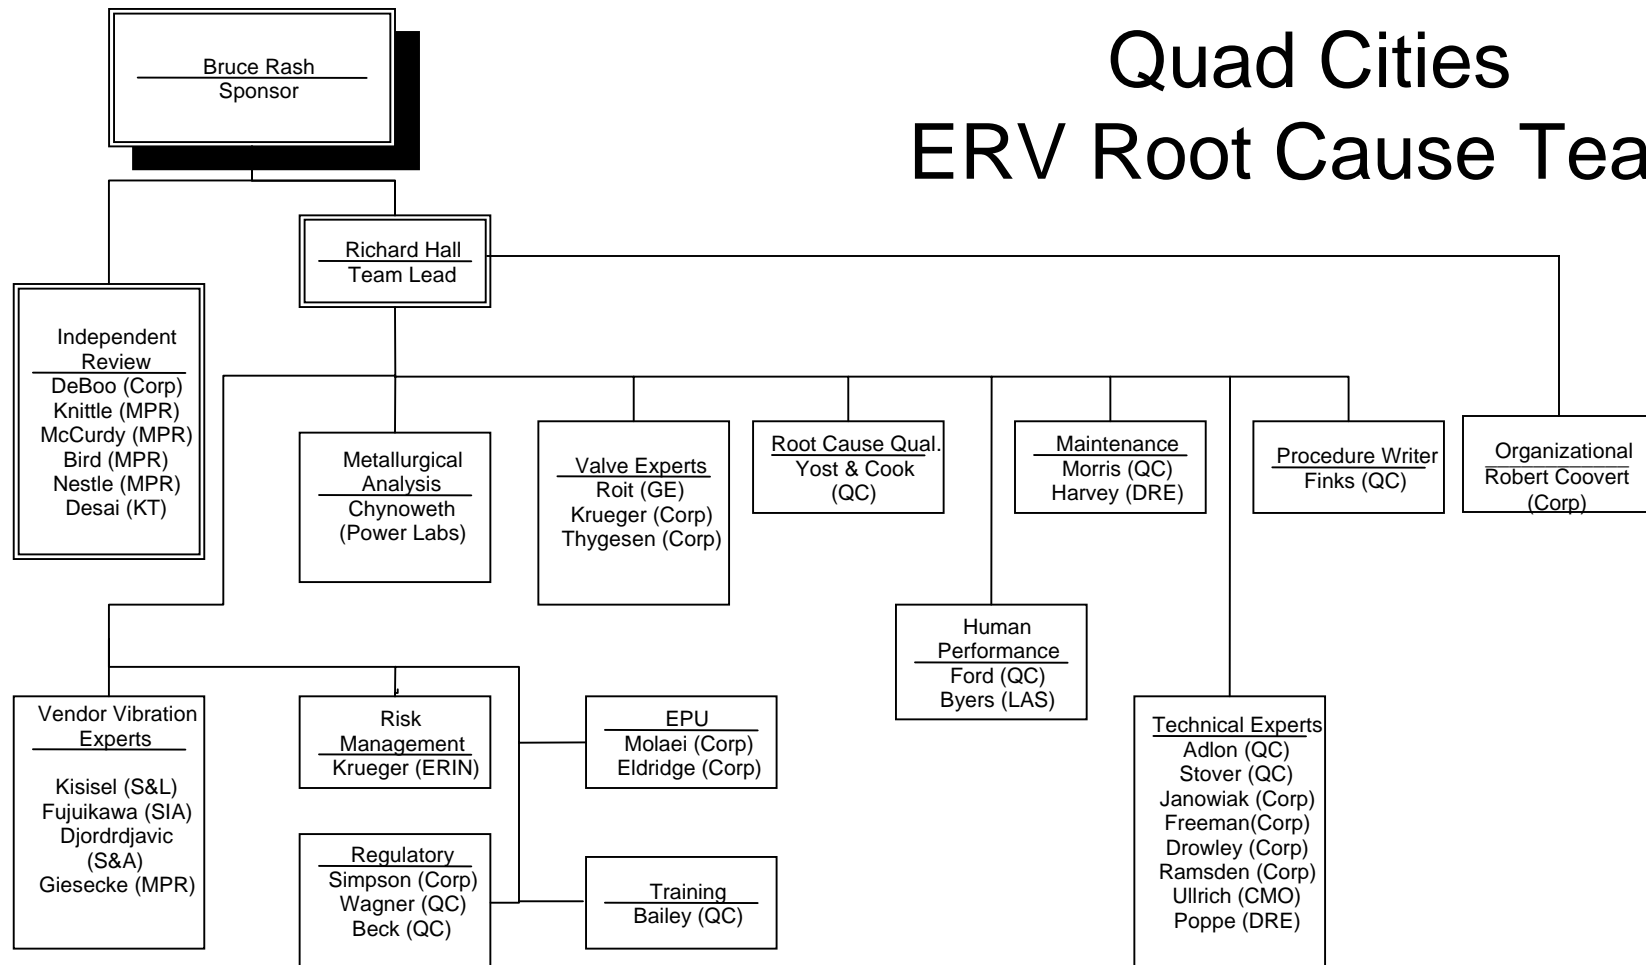 Quad Cities
ERV Root Cause Tea
Bruce Rash
Sponsor
Richard Hall
Team Lead
Independent
Review
DeBoo (Corp)
Knittle (MPR)
McCurdy (MPR)
Bird (MPR)
Nestle (MPR)
Desai (KT)
Metallurgical
Analysis
Chynoweth
(Power Labs)
Valve Experts
Roit (GE)
Krueger (Corp)
Thygesen (Corp)
Root Cause Qual.
Yost & Cook
(QC)
Maintenance
Morris (QC)
Harvey (DRE)
Procedure Writer
Finks (QC)
Organizational
Robert Coovert
(Corp)
Human
Performance
Ford (QC)
Byers (LAS)
Vendor Vibration
Experts
Kisisel (S&L)
Fujuikawa (SIA)
Djordrdjavic
(S&A)
Giesecke (MPR)
Risk
Management
Krueger (ERIN)
EPU
Molaei (Corp)
Eldridge (Corp)
Technical Experts
Adlon (QC)
Stover (QC)
Janowiak (Corp)
Freeman(Corp)
Drowley (Corp)
Ramsden (Corp)
Ullrich (CMO)
Poppe (DRE)
Regulatory
Simpson (Corp)
Wagner (QC)
Beck (QC)
Training
Bailey (QC)